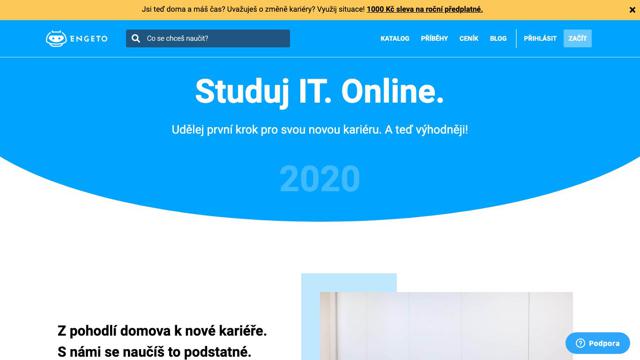 Jsi teď doma a máš čas? Uvažuješ o změně kariéry? Využij situace! 1000 Kč sleva na roční předplatné.
ENGETO
Co se chceš naučit?
KATALOG PŘÍBĚHY CENÍK BLOG PŘIHLÁSIT ZAČÍT
Studuj IT. Online.
Udělej první krok pro svou novou kariéru. A teď výhodněji!
2020
Z pohodlí domova k nové kariéře.
S námi se naučíš to podstatné.
Podpora